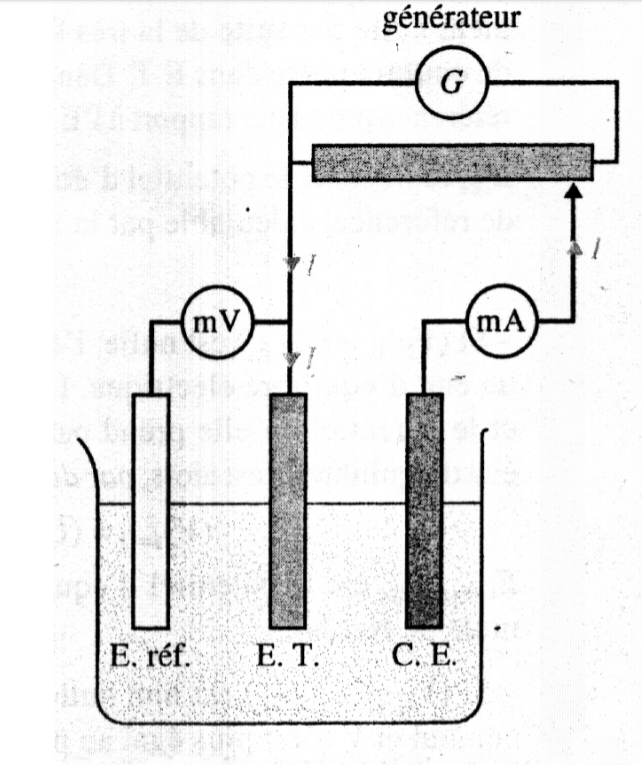 générateur
G
I
I
I
mV
mA
E. réf.
E. T.
C. E.